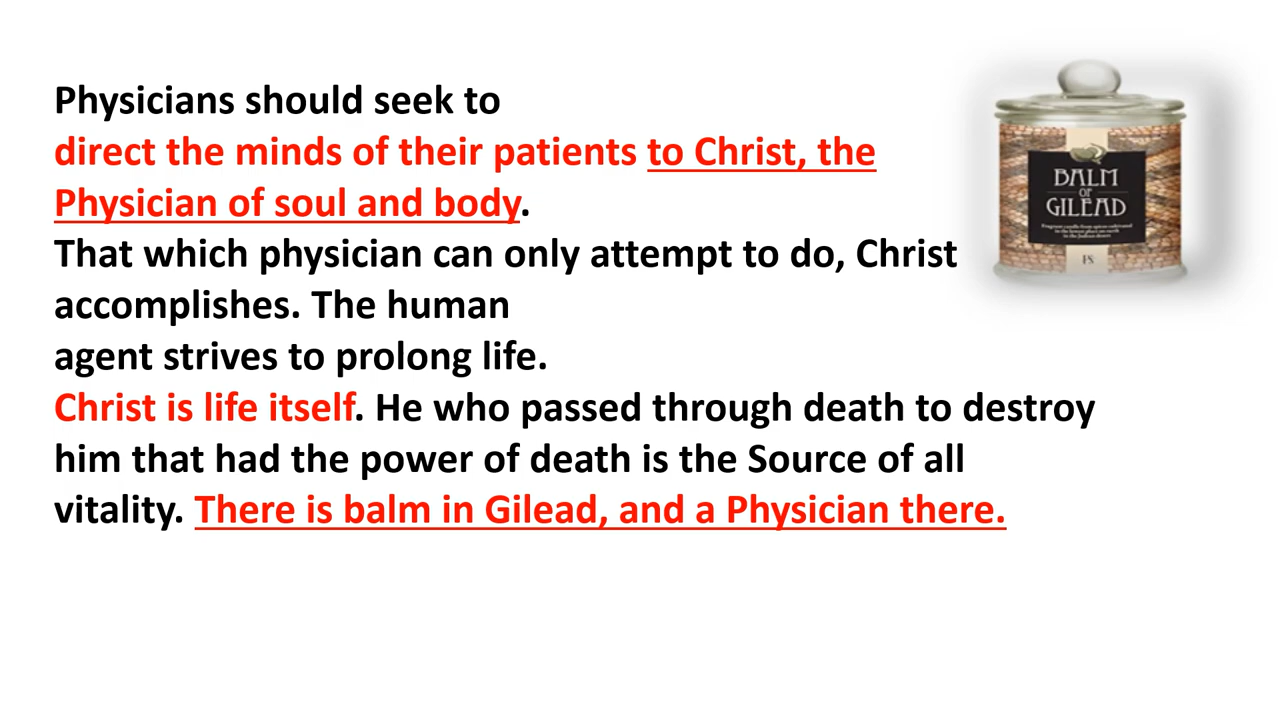 Physicians should seek to
direct the minds of their patients to Christ, the
Physician of soul and body.
That which physician can only attempt to do, Christ
accomplishes. The human
agent strives to prolong life.
Christ is life itself. He who passed through death to destroy
him that had the power of death is the Source of all
vitality. There is balm in Gilead, and a Physician there.
BALM
OF
GILEAD